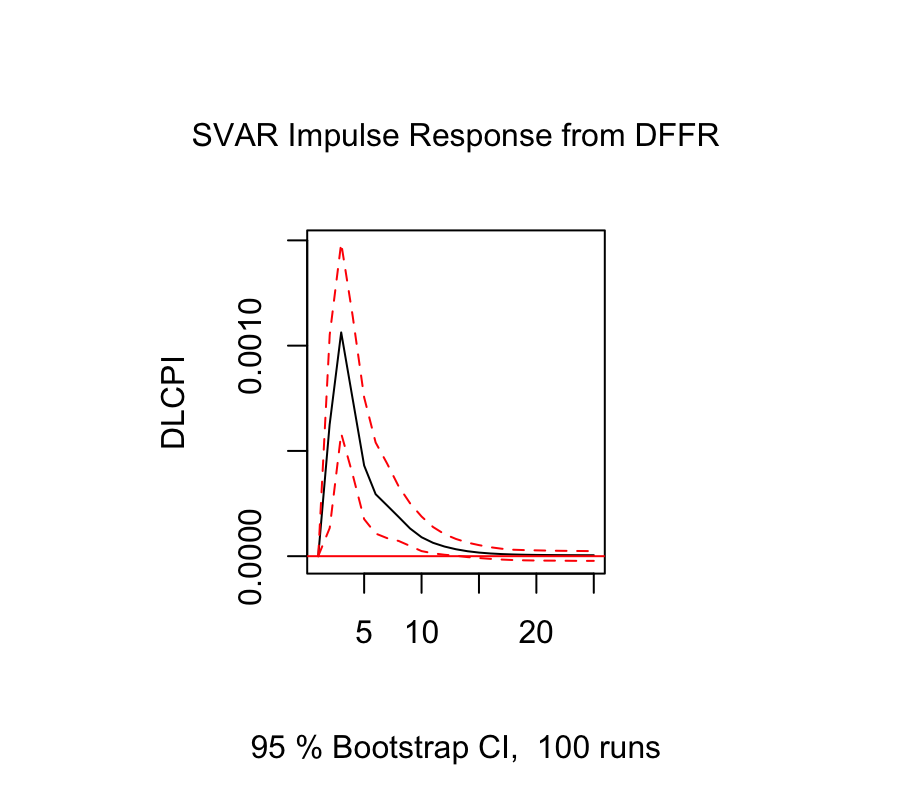 SVAR Impulse Response from DFFR
DLCPI
0.0010
0.0000
5 10 20
95 % Bootstrap CI,  100 runs